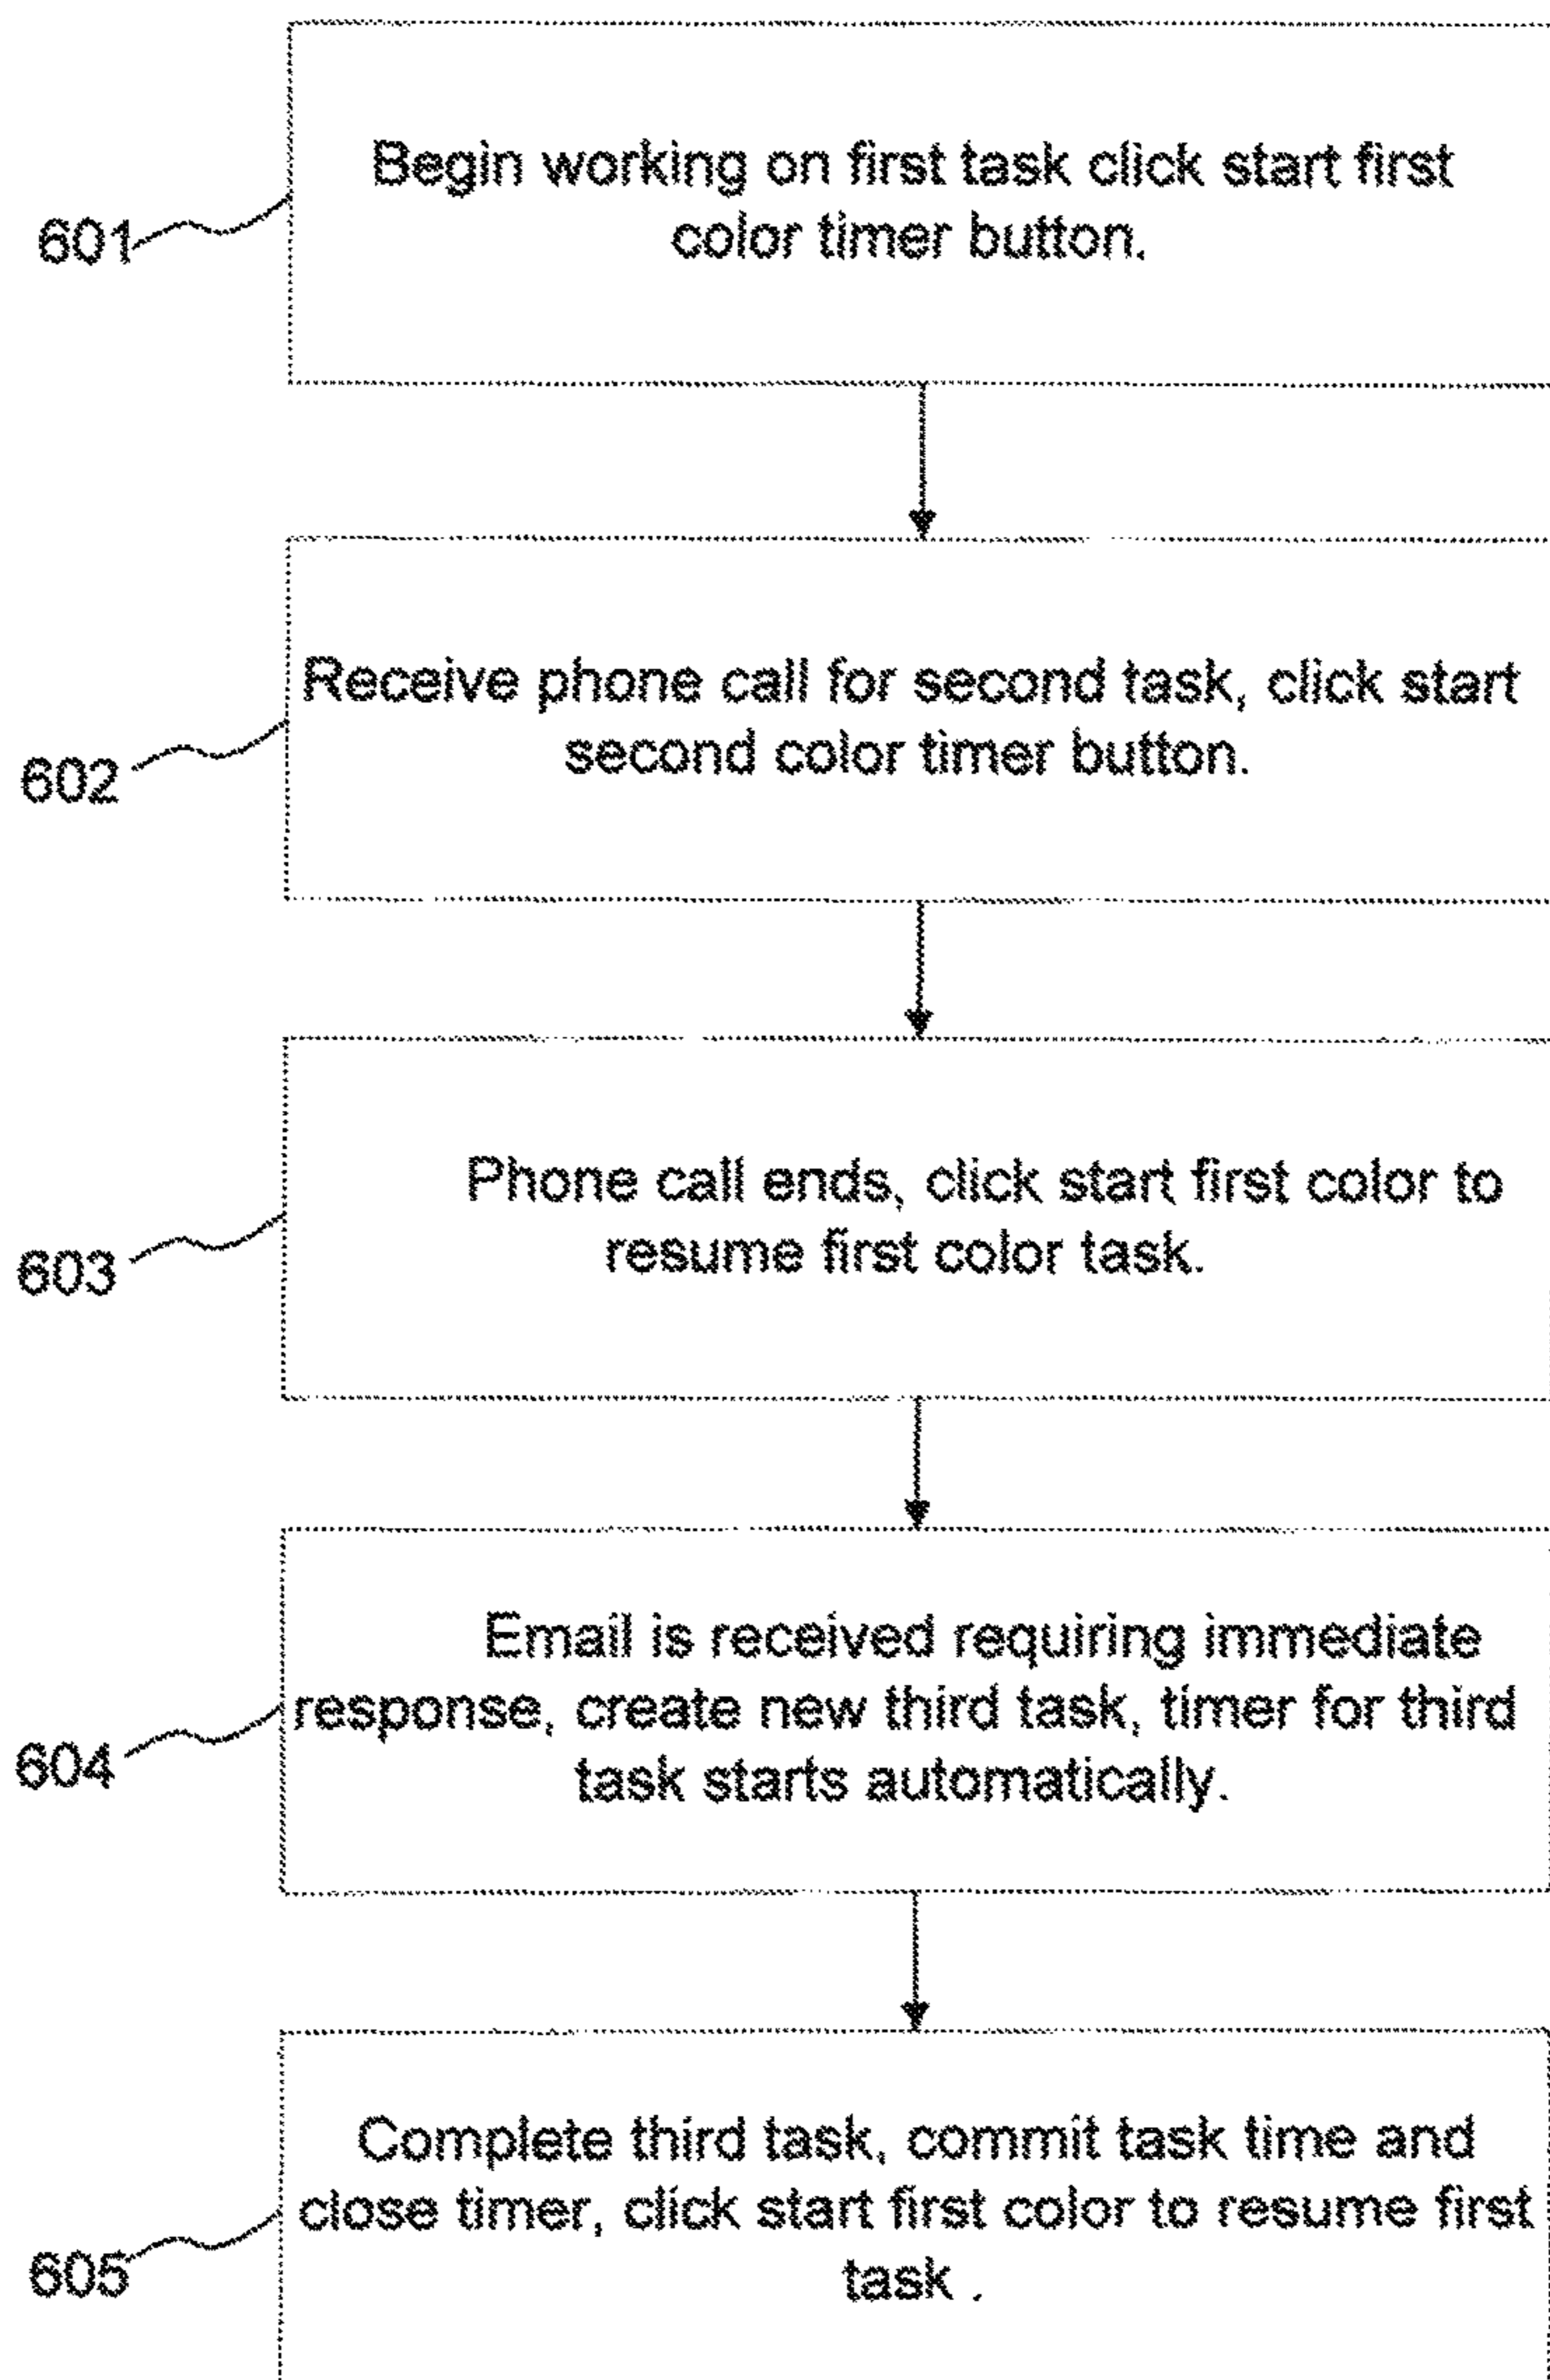 Begin working on first task click start first
color timer button.
601
Receive phone call for second task, click start
second color timer button.
602
Phone call ends, click start first color to
resume first color task.
603
Email is received requiring immediate
response, create new third task, timer for third
task starts automatically.
604
Complete third task, commit task time and
close timer, click start first color to resume first
task .
605